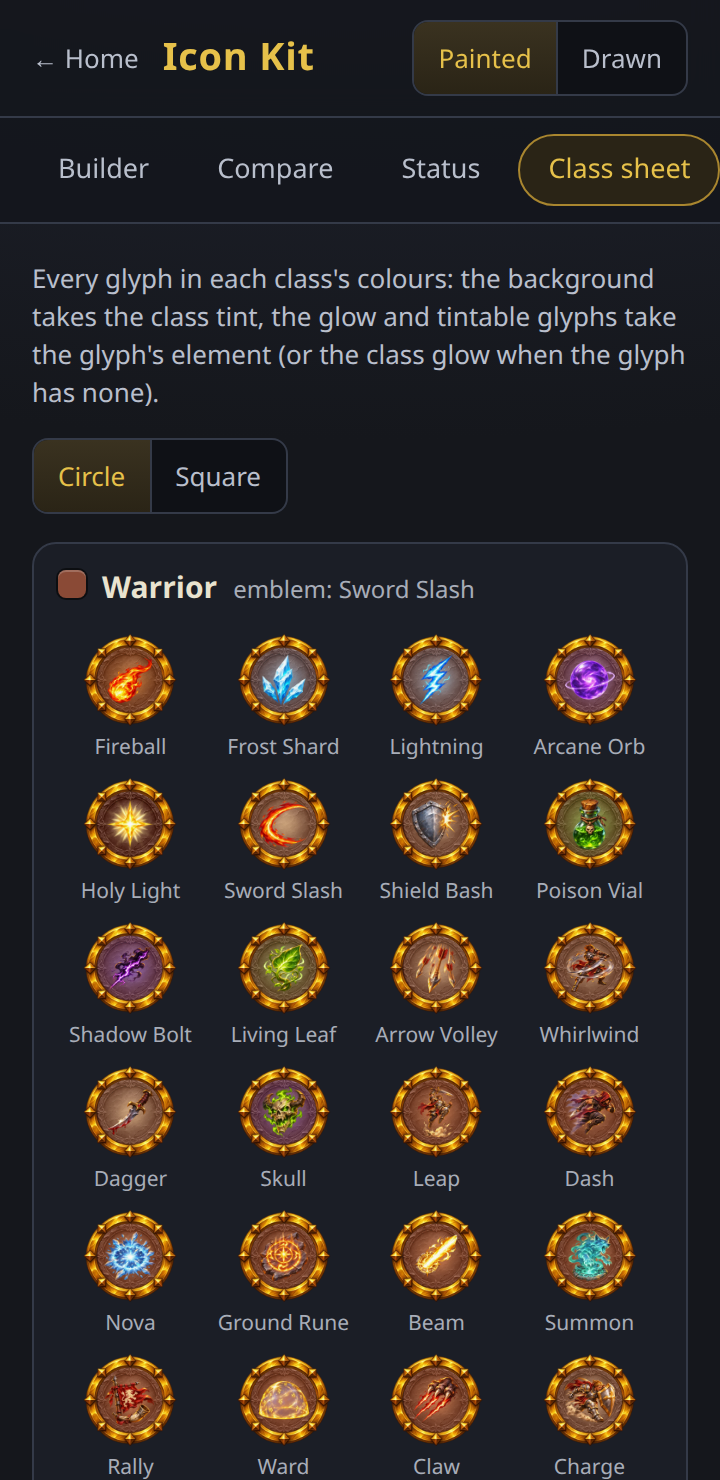 ← Home Icon Kit Painted Drawn
Builder Compare Status Class sheet
Every glyph in each class's colours: the background
takes the class tint, the glow and tintable glyphs take
the glyph's element (or the class glow when the glyph
has none).
Circle Square
Warrior emblem: Sword Slash
Fireball Frost Shard Lightning Arcane Orb
Holy Light Sword Slash Shield Bash Poison Vial
Shadow Bolt Living Leaf Arrow Volley Whirlwind
Dagger Skull Leap Dash
Nova Ground Rune Beam Summon
Rally Ward Claw Charge